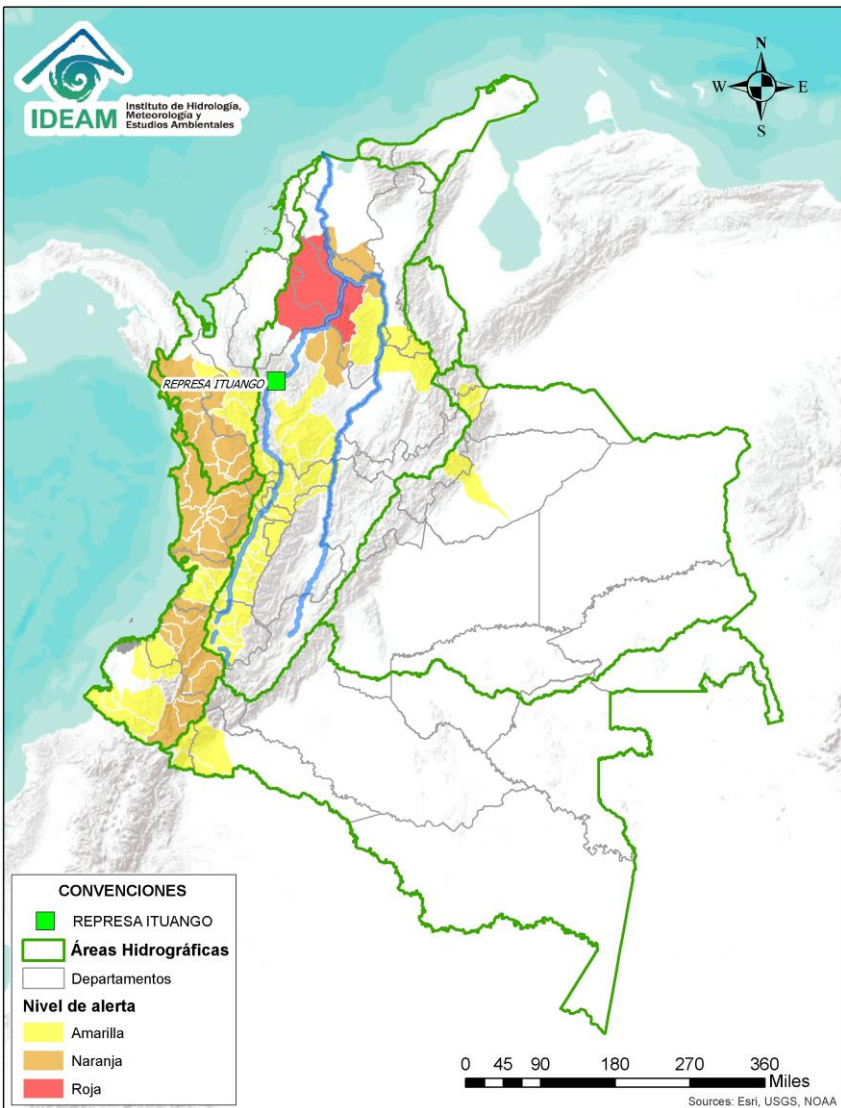 IDEAM
Instituto de Hidrología,
Meteorología y
Estudios Ambientales
N
W
E
S
REPRESA ITUANGO
CONVENCIONES
REPRESA ITUANGO
Áreas Hidrográficas
Departamentos
Nivel de alerta
Amarilla
Naranja
Roja
0 45 90 180 270 360
Miles
Sources: Esri, USGS, NOAA